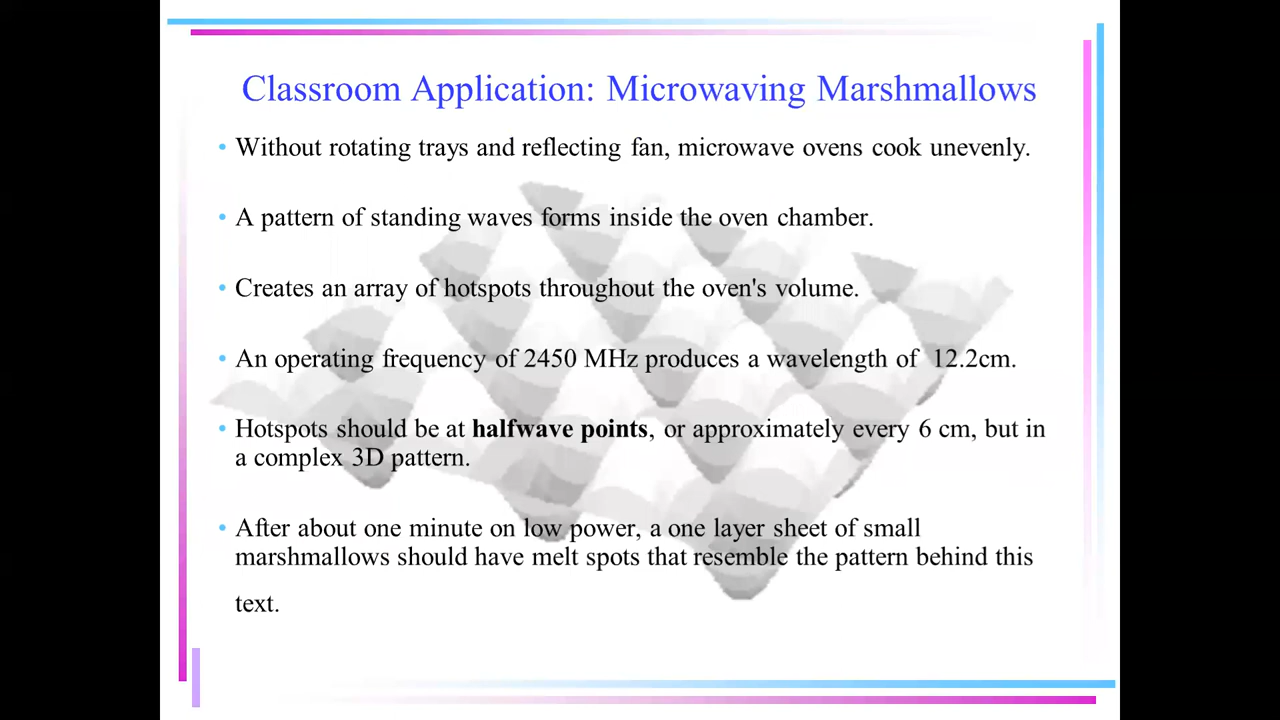 Classroom Application: Microwaving Marshmallows
• Without rotating trays and reflecting fan, microwave ovens cook unevenly.
• A pattern of standing waves forms inside the oven chamber.
• Creates an array of hotspots throughout the oven's volume.
• An operating frequency of 2450 MHz produces a wavelength of 12.2cm.
• Hotspots should be at halfwave points, or approximately every 6 cm, but in
a complex 3D pattern.
• After about one minute on low power, a one layer sheet of small
marshmallows should have melt spots that resemble the pattern behind this
text.